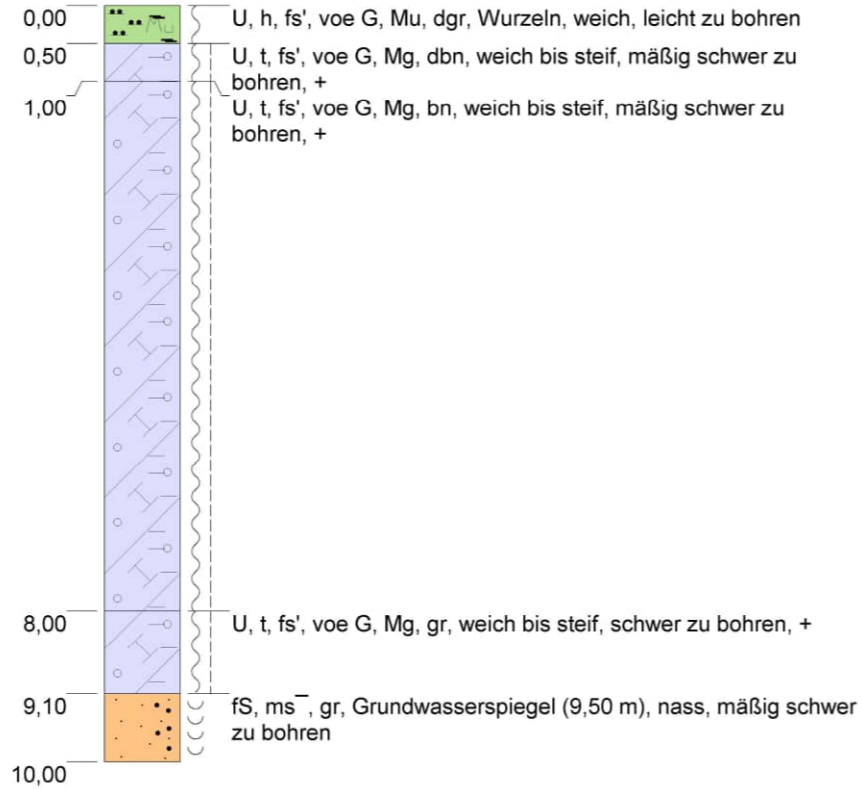 0,00 U, h, fs', voe G, Mu, dgr, Wurzeln, weich, leicht zu bohren
Mu
0,50 U, t, fs', voe G, Mg, dbn, weich bis steif, mäßig schwer zu
bohren, +
1,00 U, t, fs', voe G, Mg, bn, weich bis steif, mäßig schwer zu
bohren, +
8,00 U, t, fs', voe G, Mg, gr, weich bis steif, schwer zu bohren, +
9,10 fS, ms¯, gr, Grundwasserspiegel (9,50 m), nass, mäßig schwer
zu bohren
10,00